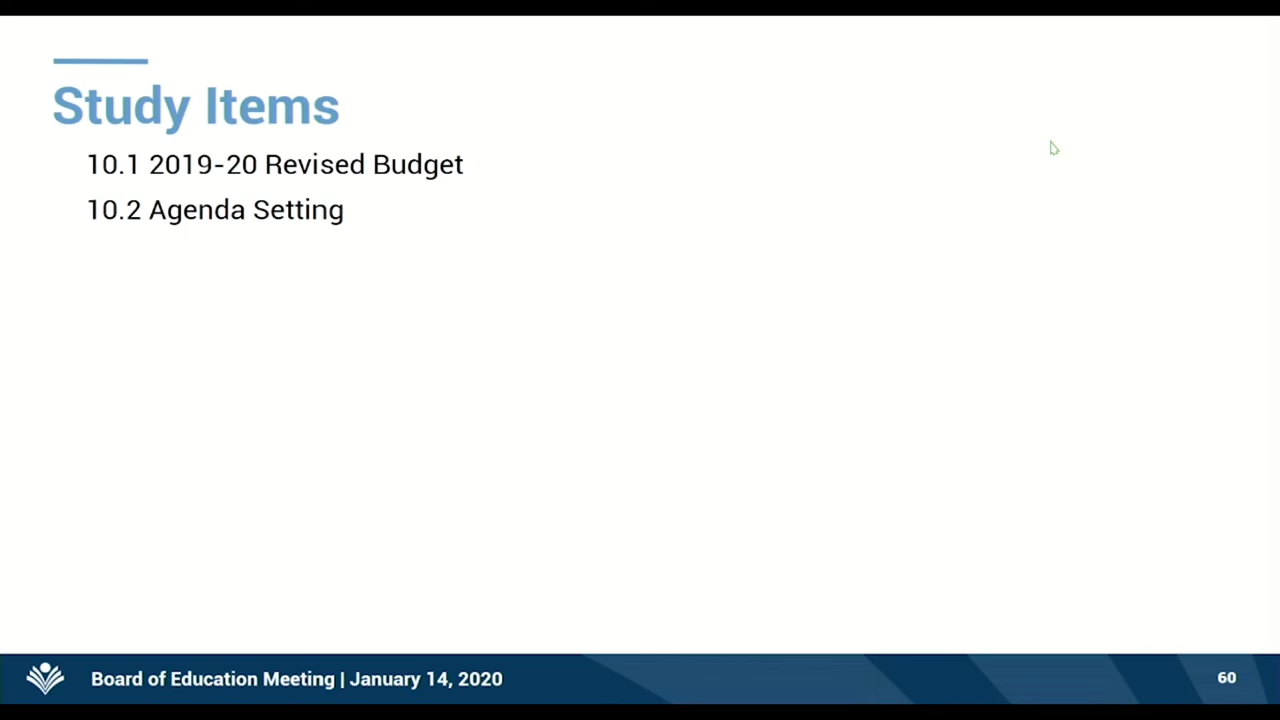 Study Items
10.1 2019-20 Revised Budget
10.2 Agenda Setting
Board of Education Meeting | January 14, 2020
60